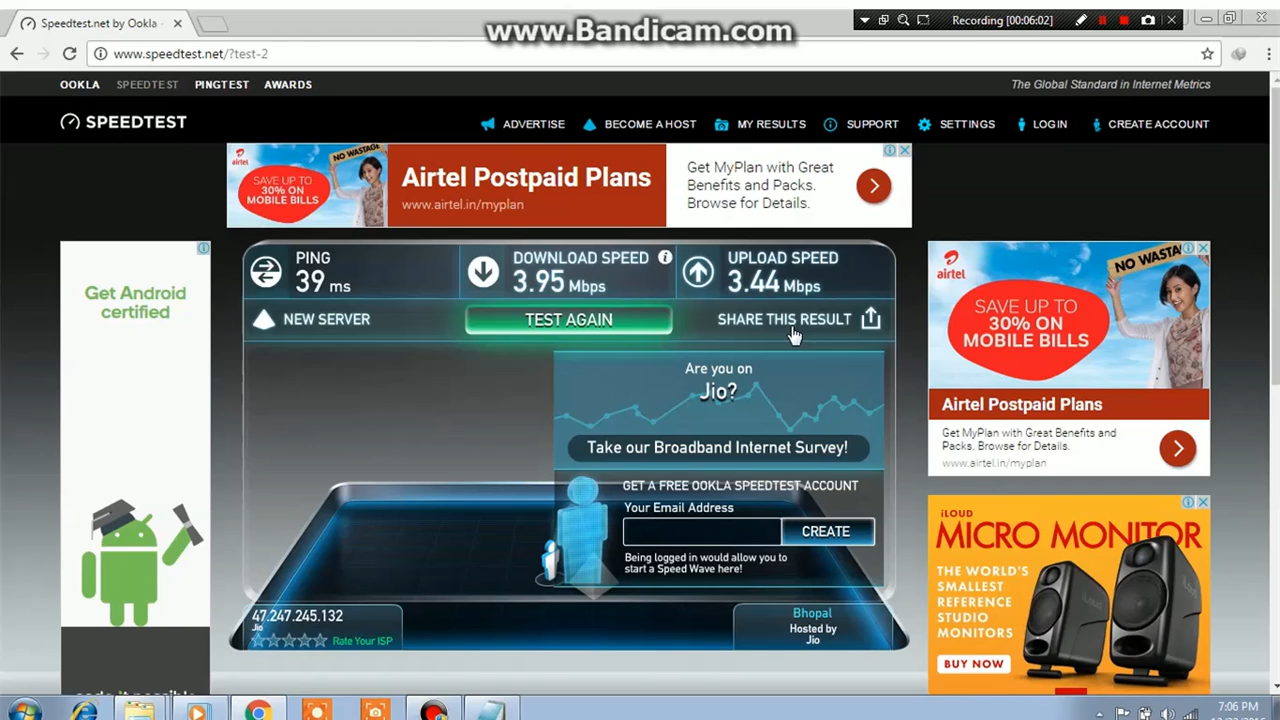 Speedtest.net by Ookla
www.Bandicam.com
Recording [00:06:02]
www.speedtest.net/?test-2
OOKLA SPEEDTEST PINGTEST AWARDS
The Global Standard in Internet Metrics
SPEEDTEST
ADVERTISE BECOME A HOST MY RESULTS SUPPORT SETTINGS LOGIN CREATE ACCOUNT
airtel
NO WASTAGE
SAVE UP TO
30% ON
MOBILE BILLS
Airtel Postpaid Plans
www.airtel.in/myplan
Get MyPlan with Great
Benefits and Packs.
Browse for Details.
Get Android
certified
PING
39 ms
DOWNLOAD SPEED
3.95 Mbps
UPLOAD SPEED
3.44 Mbps
NEW SERVER
TEST AGAIN
SHARE THIS RESULT
Are you on
Jio?
Take our Broadband Internet Survey!
GET A FREE OOKLA SPEEDTEST ACCOUNT
Your Email Address
CREATE
Being logged in would allow you to
start a Speed Wave here!
47.247.245.132
Jio
Rate Your ISP
Bhopal
Hosted by
Jio
airtel
NO WASTA
SAVE UP TO
30% ON
MOBILE BILLS
Airtel Postpaid Plans
Get MyPlan with Great Benefits and
Packs. Browse for Details.
www.airtel.in/myplan
iLOUD
MICRO MONITOR
THE WORLD'S
SMALLEST
REFERENCE
STUDIO
MONITORS
BUY NOW
7:06 PM